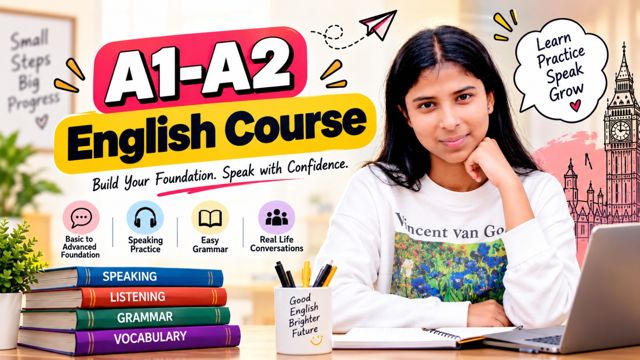 Small
Steps
Big
Progress
A1-A2
English Course
Build Your Foundation. Speak with Confidence.
Basic to
Advanced
Foundation
Speaking
Practice
Easy
Grammar
Real Life
Conversations
Learn
Practice
Speak
Grow
SPEAKING
LISTENING
GRAMMAR
VOCABULARY
Good
English
Brighter
Future
Vincent van Go